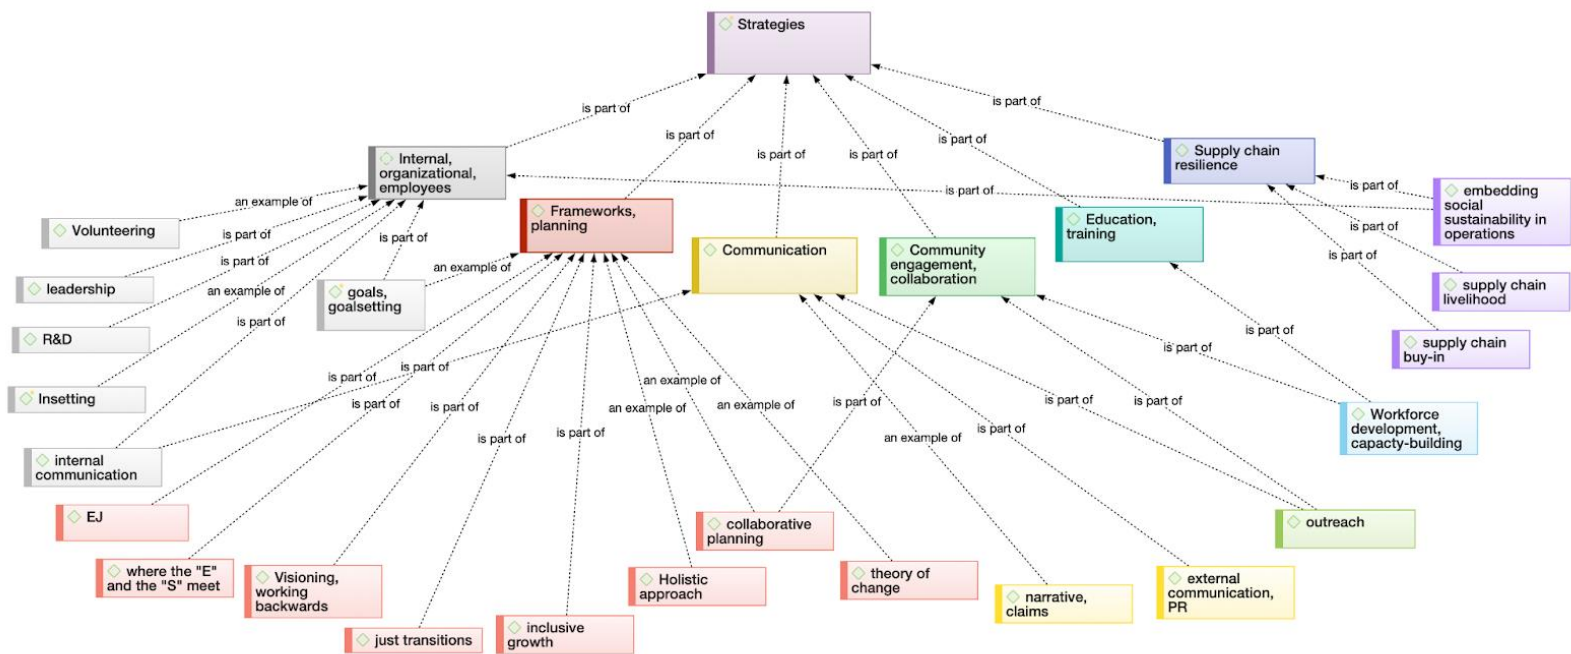 Strategies
is part of
is part of
is part of
is part of
is part of
is part of
Internal,
organizational,
employees
Supply chain
resilience
an example of
is part of
is part of
embedding
social
sustainability in
operations
Volunteering
Frameworks,
planning
Education,
training
is part of
is part of
Communication
Community
engagement,
collaboration
is part of
is part of
an example of
is part of
leadership
goals,
goalsetting
an example of
supply chain
livelihood
R&D
is part of
supply chain
buy-in
is part of
is part of
is part of
is part of
Insetting
is part of
an example of
is part of
is part of
is part of
Workforce
development,
capacty-building
is part of
is part of
an example of
an example of
an example of
is part of
internal
communication
EJ
collaborative
planning
outreach
where the "E"
and the "S" meet
Visioning,
working
backwards
Holistic
approach
theory of
change
narrative,
claims
external
communication,
PR
just transitions
inclusive
growth